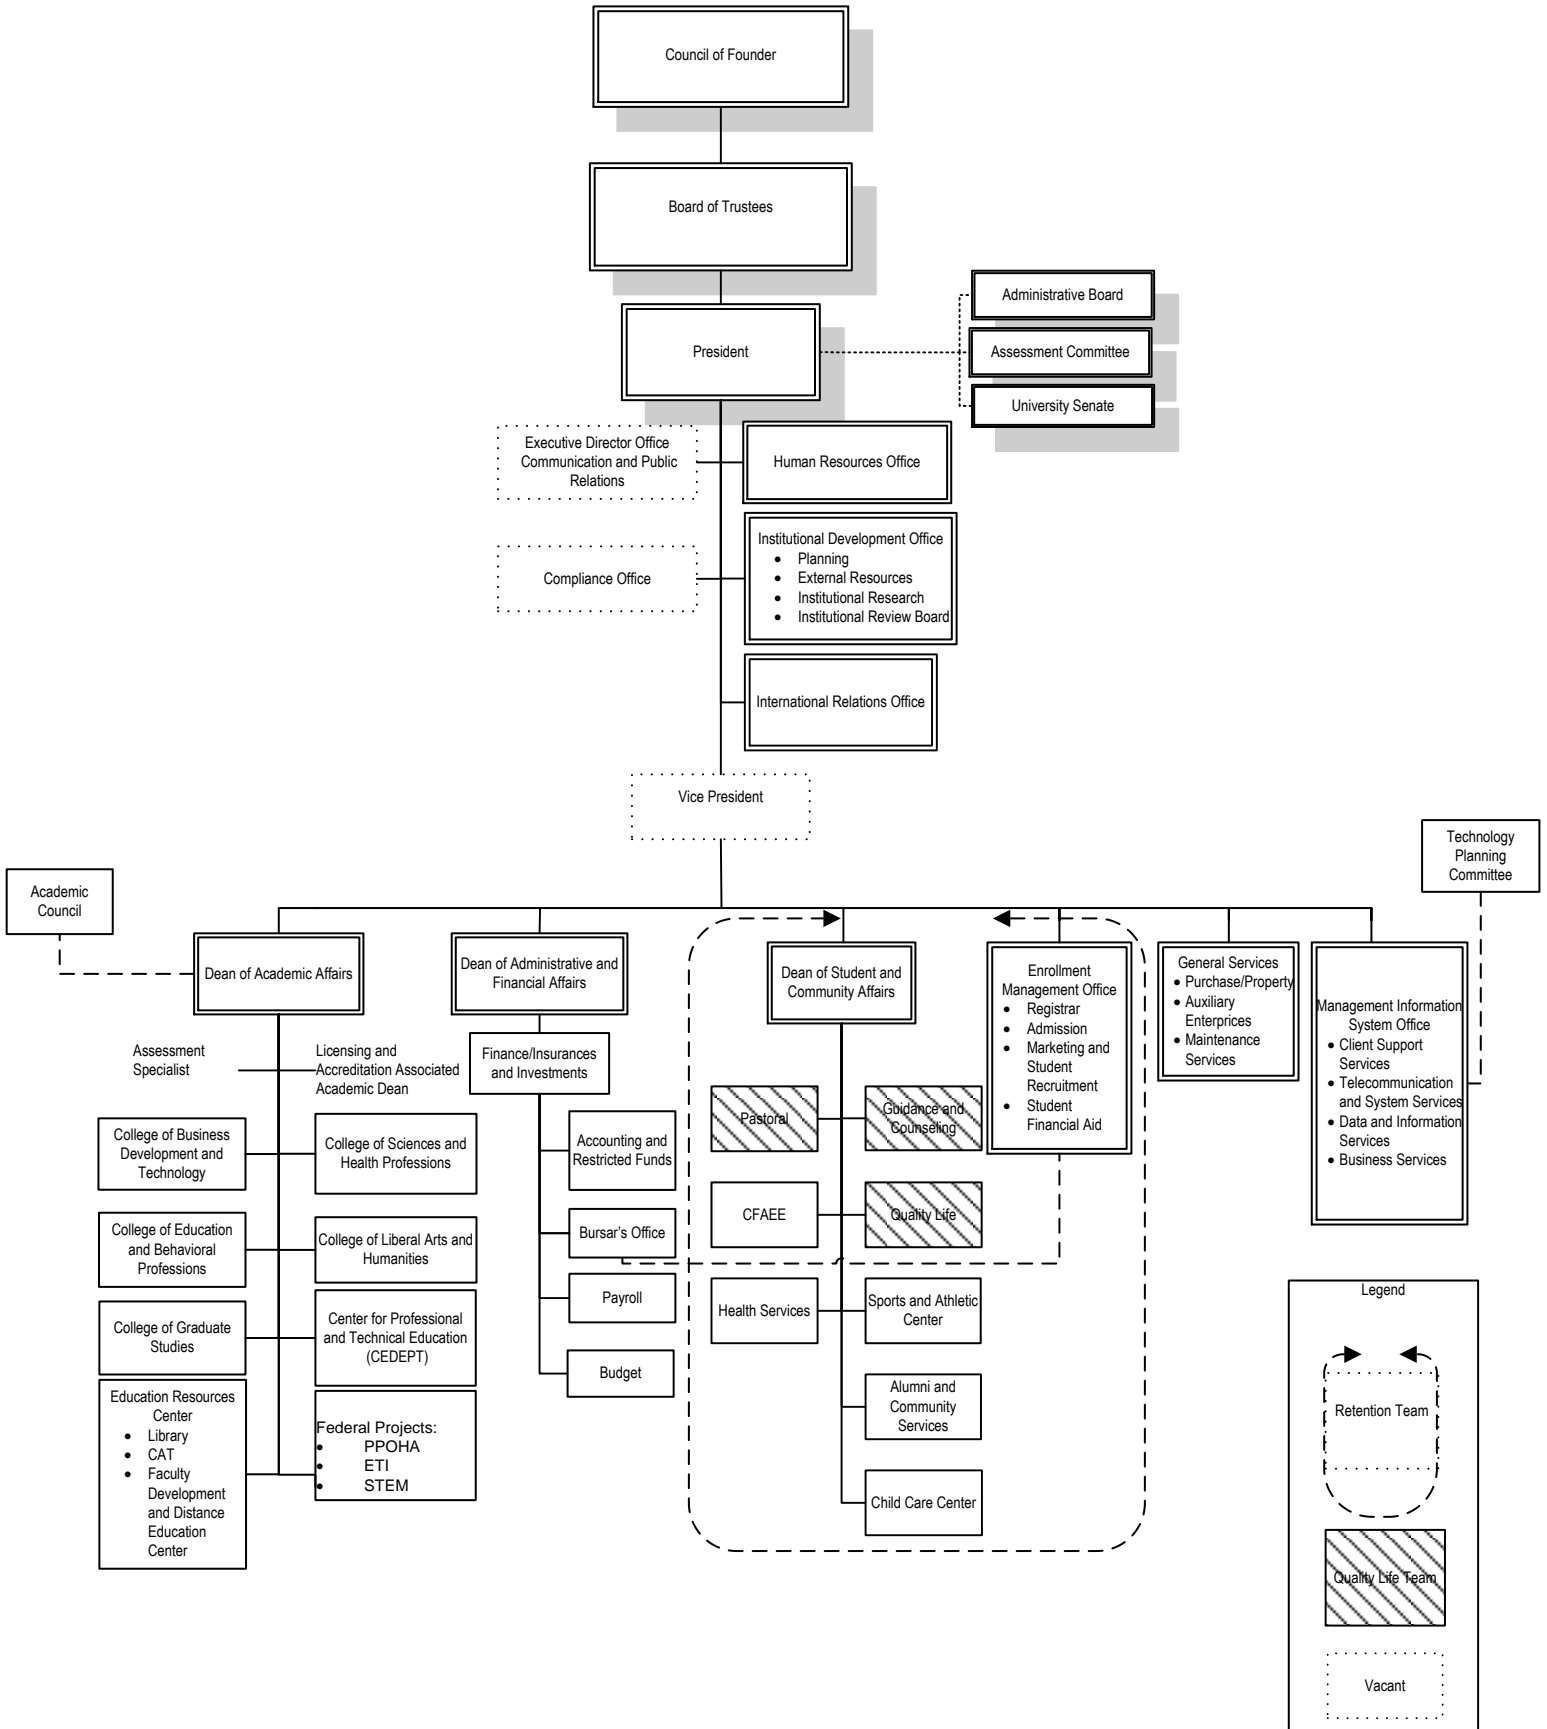 Council of Founder
Board of Trustees
President
Administrative Board
Assessment Committee
University Senate
Executive Director Office
Communication and Public
Relations
Human Resources Office
Institutional Development Office
• Planning
• External Resources
• Institutional Research
• Institutional Review Board
Compliance Office
International Relations Office
Vice President
Technology
Planning
Committee
Academic
Council
Dean of Academic Affairs
Dean of Administrative and
Financial Affairs
Dean of Student and
Community Affairs
Enrollment
Management Office
• Registrar
• Admission
• Marketing and
Student
Recruitment
• Student
Financial Aid
General Services
• Purchase/Property
• Auxiliary
Enterprices
• Maintenance
Services
Management Information
System Office
• Client Support
Services
• Telecommunication
and System Services
• Data and Information
Services
• Business Services
Assessment
Specialist
Licensing and
Accreditation Associated
Academic Dean
College of Business
Development and
Technology
College of Sciences and
Health Professions
College of Education
and Behavioral
Professions
College of Liberal Arts and
Humanities
College of Graduate
Studies
Center for Professional
and Technical Education
(CEDEPT)
Education Resources
Center
• Library
• CAT
• Faculty
Development
and Distance
Education
Center
Federal Projects:
• PPOHA
• ETI
• STEM
Finance/Insurances
and Investments
Accounting and
Restricted Funds
Bursar's Office
Payroll
Budget
Pastoral
Guidance and
Counseling
CFAEE
Quality Life
Health Services
Sports and Athletic
Center
Alumni and
Community
Services
Child Care Center
Legend
Retention Team
Quality Life Team
Vacant